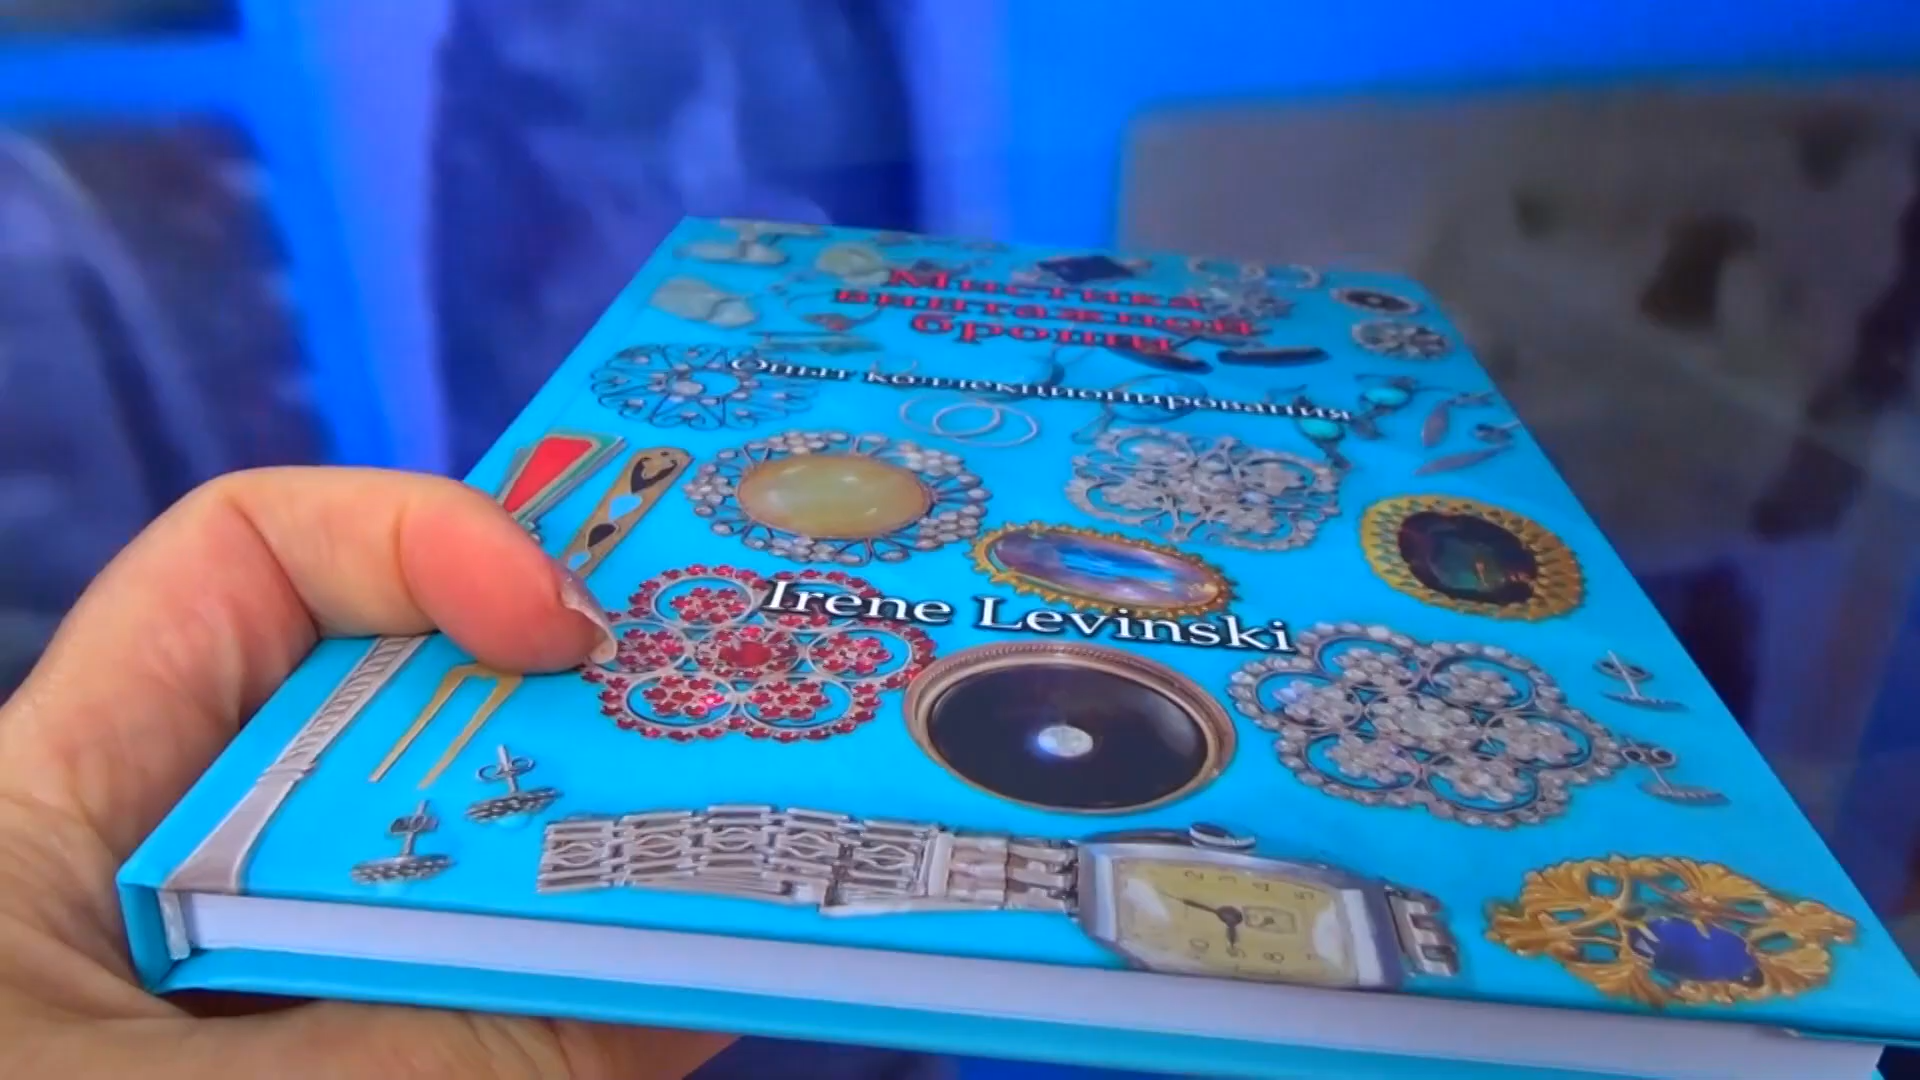 Мистика
винтажной
броши
Опыт коллекционирования
Irene Levinski